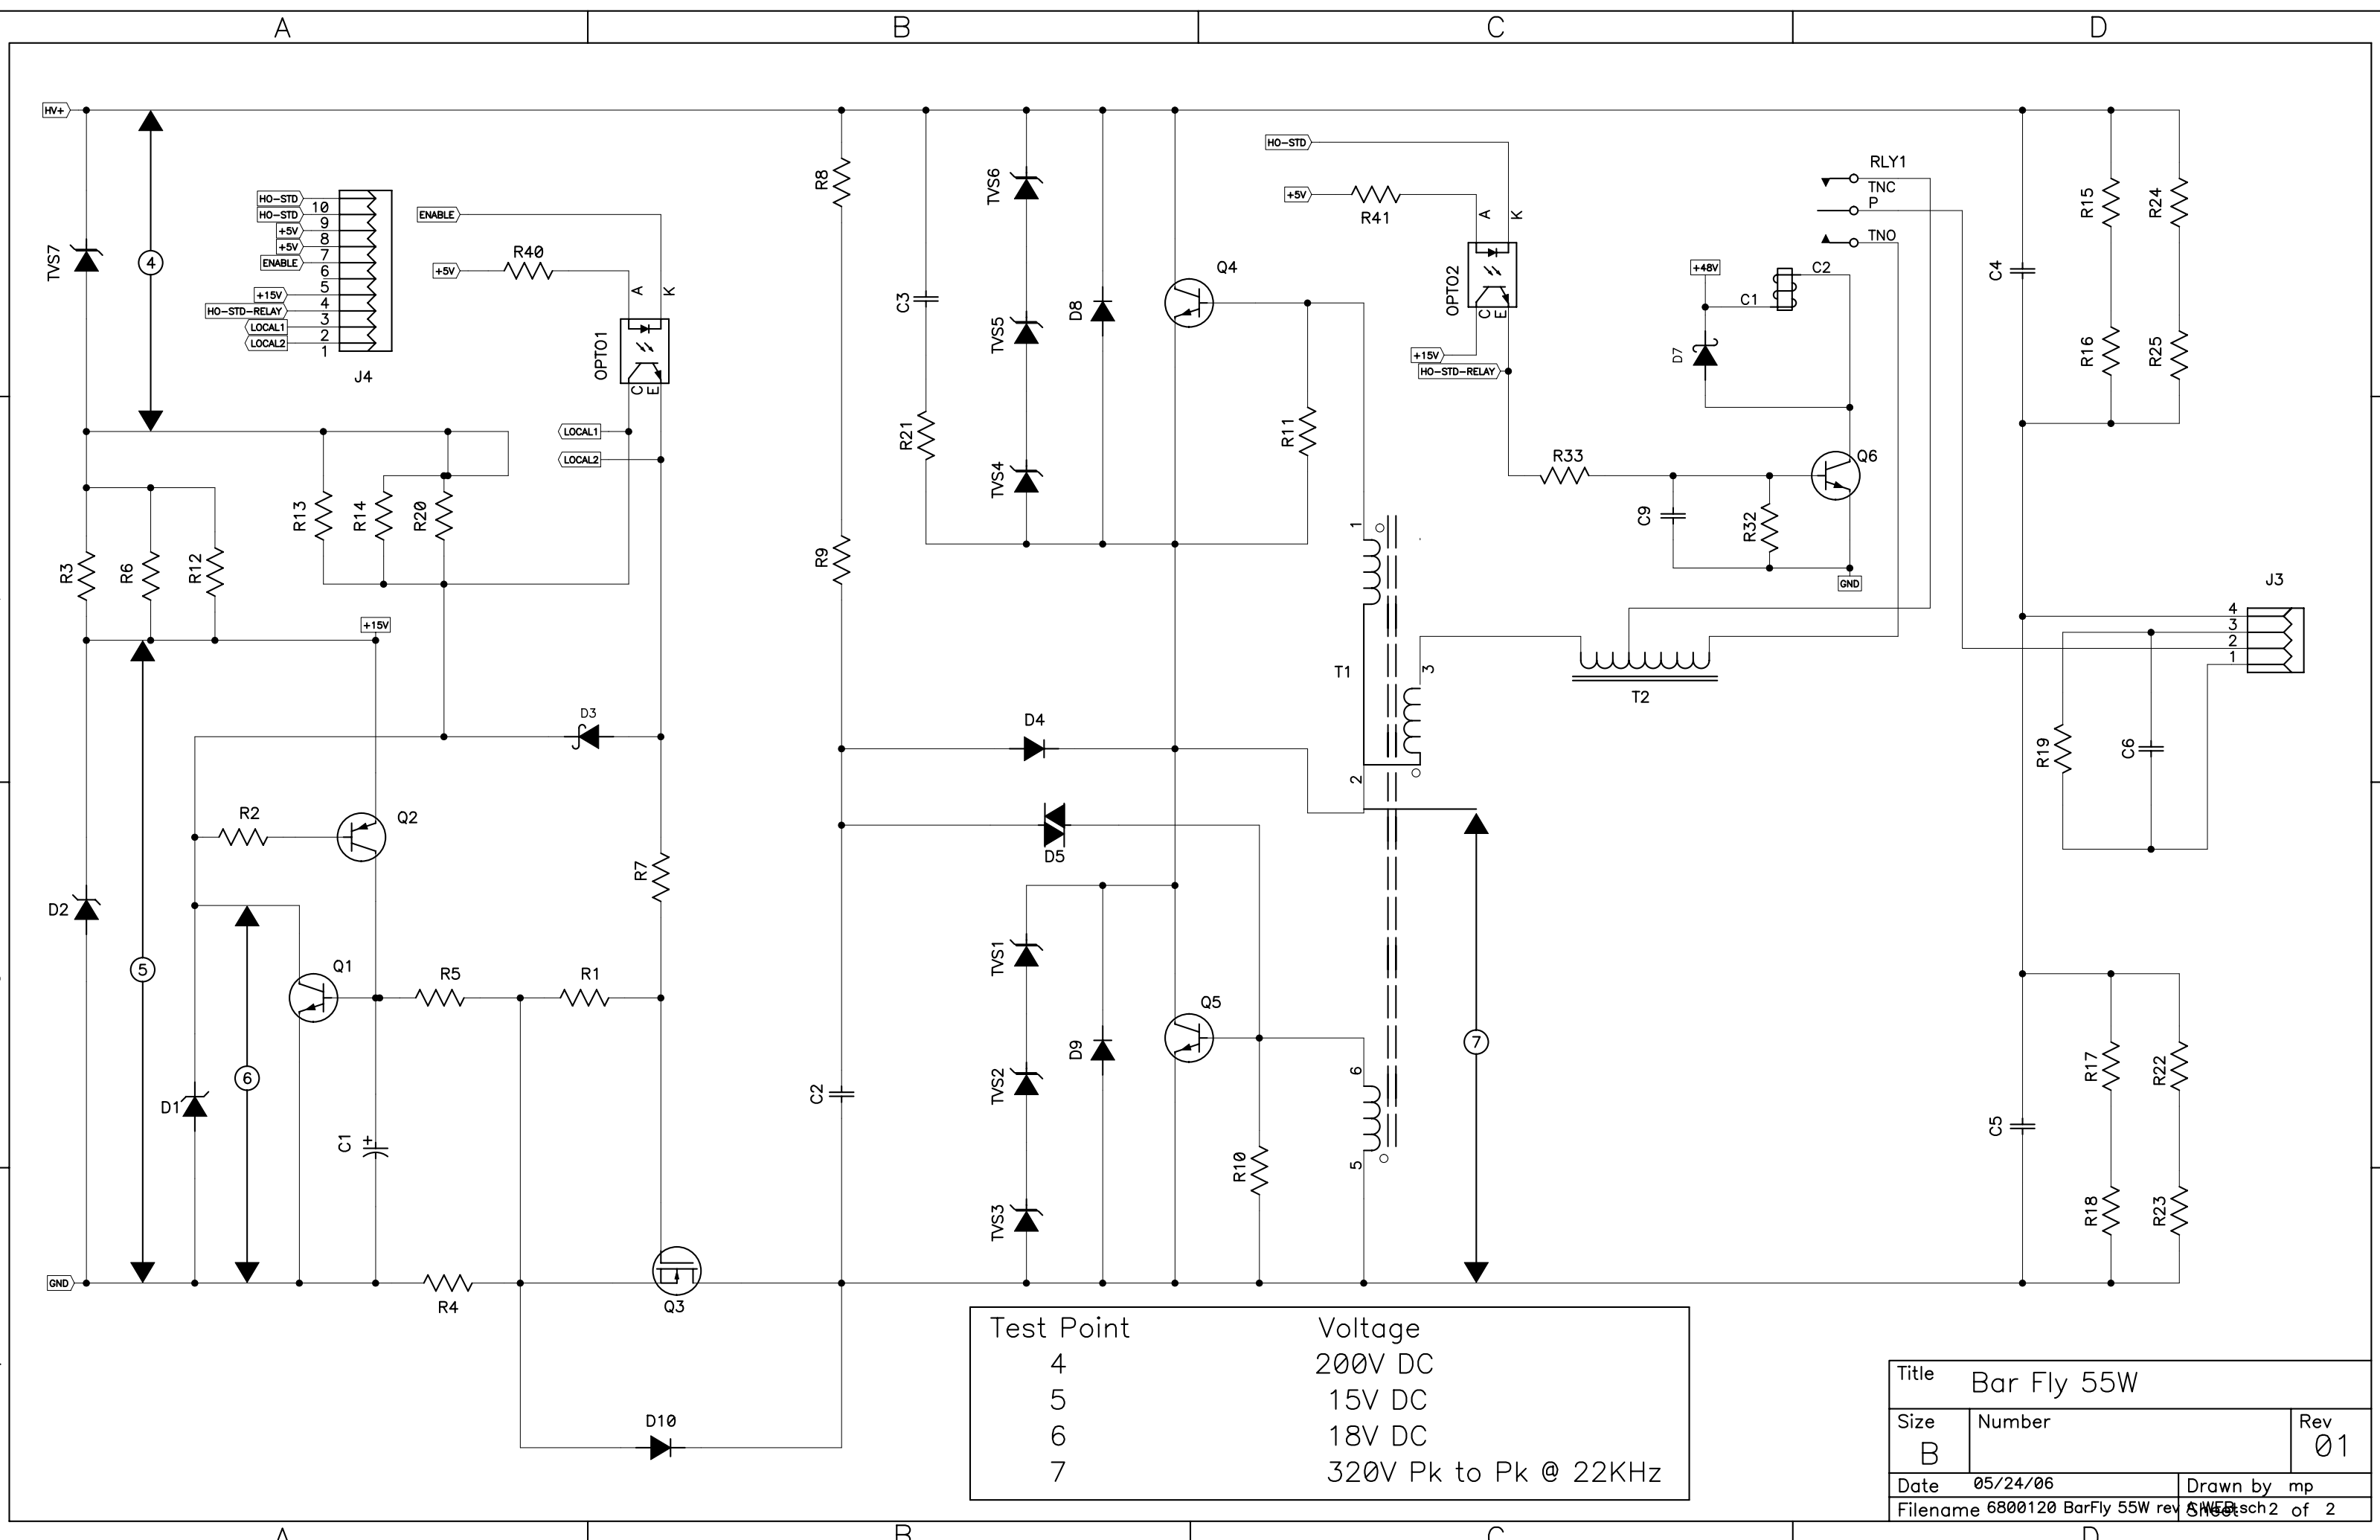 A B C D
HV+
HO-STD
HO-STD
+5V
+5V
ENABLE
+15V
HO-STD-RELAY
LOCAL1
LOCAL2
10
9
8
7
6
5
4
3
2
1
J4
TVS7
4
ENABLE
+5V
R40
A
K
OPTO1
C
E
LOCAL1
LOCAL2
R8
C3
R21
TVS6
TVS5
TVS4
D8
Q4
R11
HO-STD
+5V
R41
A
K
OPTO2
C
E
+15V
HO-STD-RELAY
RLY1
TNC
P
TNO
+48V
C1
C2
D7
R33
Q6
C9
R32
GND
C4
R15
R24
R16
R25
R13
R14
R20
R3
R6
R12
+15V
R9
1
T1
3
2
T2
J3
4
3
2
1
R19
C6
D3
D4
D5
R2
Q2
R7
D2
5
Q1
R5
R1
6
D1
C1
+
C2
TVS1
TVS2
TVS3
D9
Q5
R10
6
5
7
C5
R17
R22
R18
R23
GND
R4
Q3
D10
Test Point Voltage
4 200V DC
5 15V DC
6 18V DC
7 320V Pk to Pk @ 22KHz
Title Bar Fly 55W
Size Number Rev
B 01
Date 05/24/06 Drawn by mp
Filename 6800120 BarFly 55W rev A WEB.sch Sheet 2 of 2
A B C D